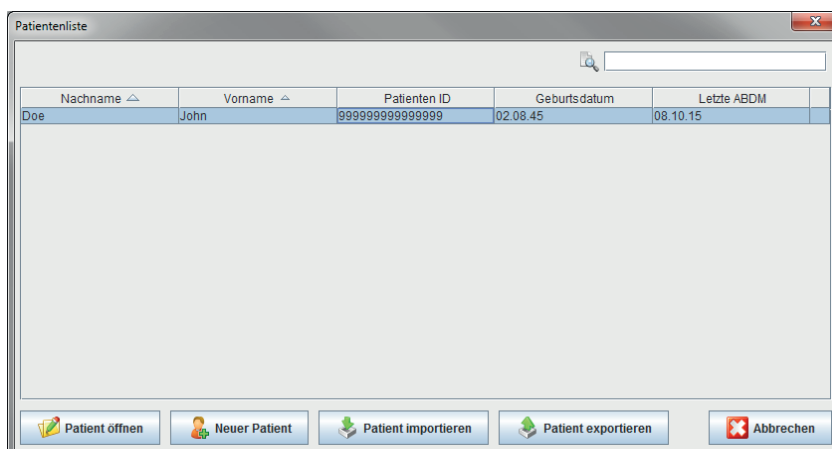 Patientenliste
Nachname Vorname Patienten ID Geburtsdatum Letzte ABDM
Doe John 999999999999999 02.08.45 08.10.15
Patient öffnen Neuer Patient Patient importieren Patient exportieren Abbrechen